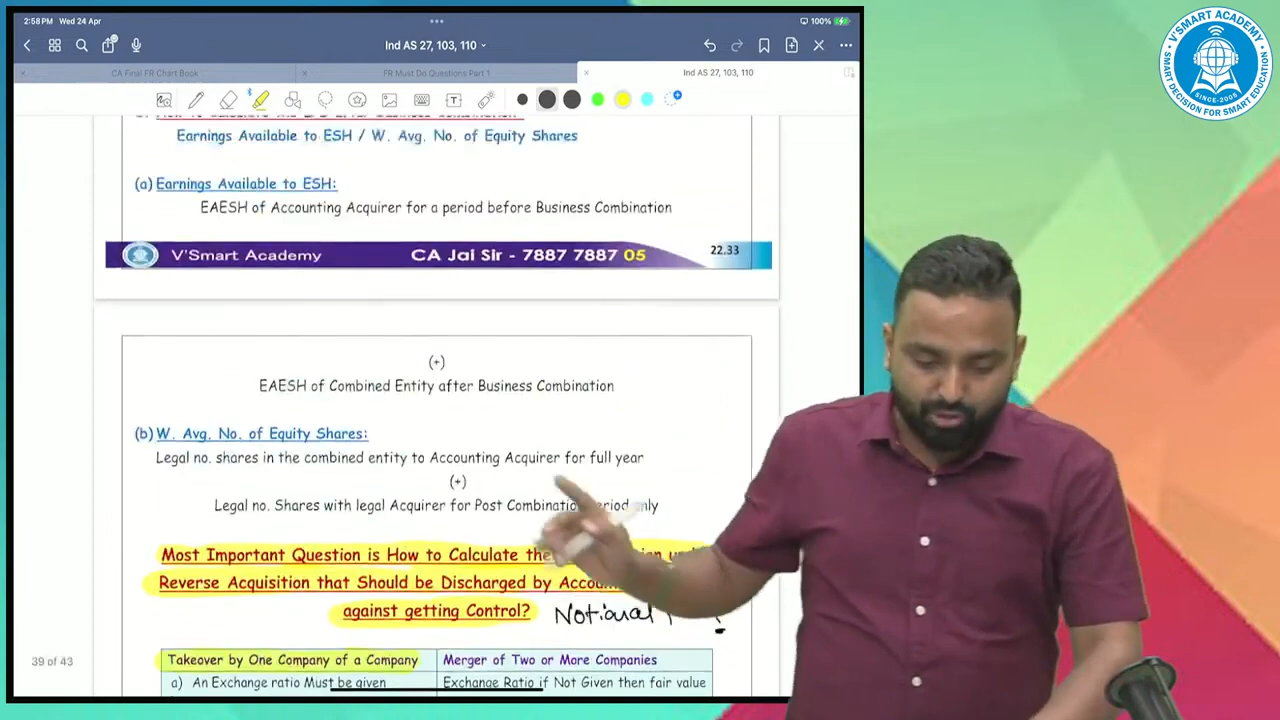 2:58 PM Wed 24 Apr
100%
Ind AS 27, 103, 110
CA Final FR Chart Book
FR Must Do Questions Part 1
Ind AS 27, 103, 110
Earnings Available to ESH / W. Avg. No. of Equity Shares
(a) Earnings Available to ESH:
EAESH of Accounting Acquirer for a period before Business Combination
V'Smart Academy CA Jai Sir - 7887 7887 05 22.33
(+)
EAESH of Combined Entity after Business Combination
(b) W. Avg. No. of Equity Shares:
Legal no. shares in the combined entity to Accounting Acquirer for full year
(+)
Legal no. Shares with legal Acquirer for Post Combination Period only
Most Important Question is How to Calculate the
Reverse Acquisition that Should be Discharged by
against getting Control? Notional
39 of 43
Takeover by One Company of a Company Merger of Two or More Companies
a) An Exchange ratio Must be given Exchange Ratio if Not Given then fair value
V'SMART ACADEMY
SINCE-2006
SMART DECISION FOR SMART EDUCATION